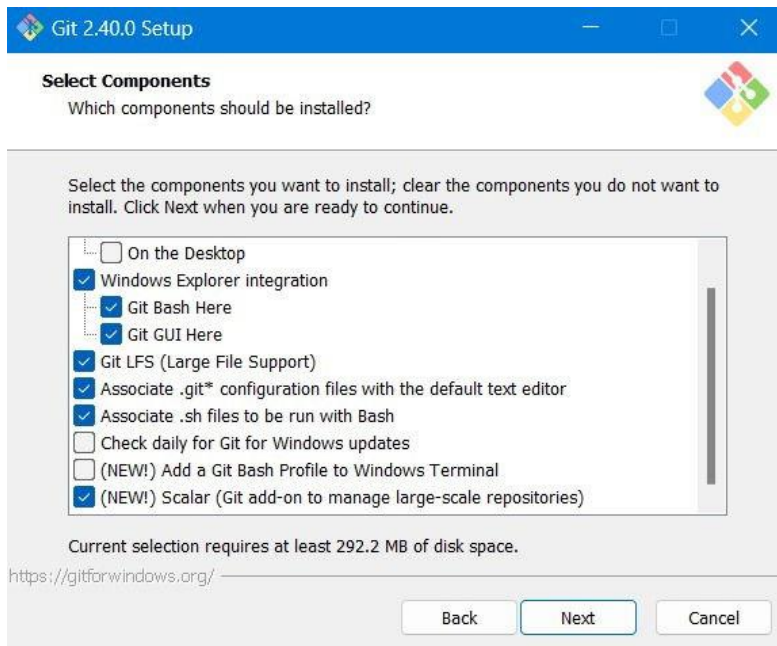 Git 2.40.0 Setup
Select Components
Which components should be installed?
Select the components you want to install; clear the components you do not want to
install. Click Next when you are ready to continue.
On the Desktop
Windows Explorer integration
Git Bash Here
Git GUI Here
Git LFS (Large File Support)
Associate .git* configuration files with the default text editor
Associate .sh files to be run with Bash
Check daily for Git for Windows updates
(NEW!) Add a Git Bash Profile to Windows Terminal
(NEW!) Scalar (Git add-on to manage large-scale repositories)
Current selection requires at least 292.2 MB of disk space.
https://gitforwindows.org/
Back Next Cancel